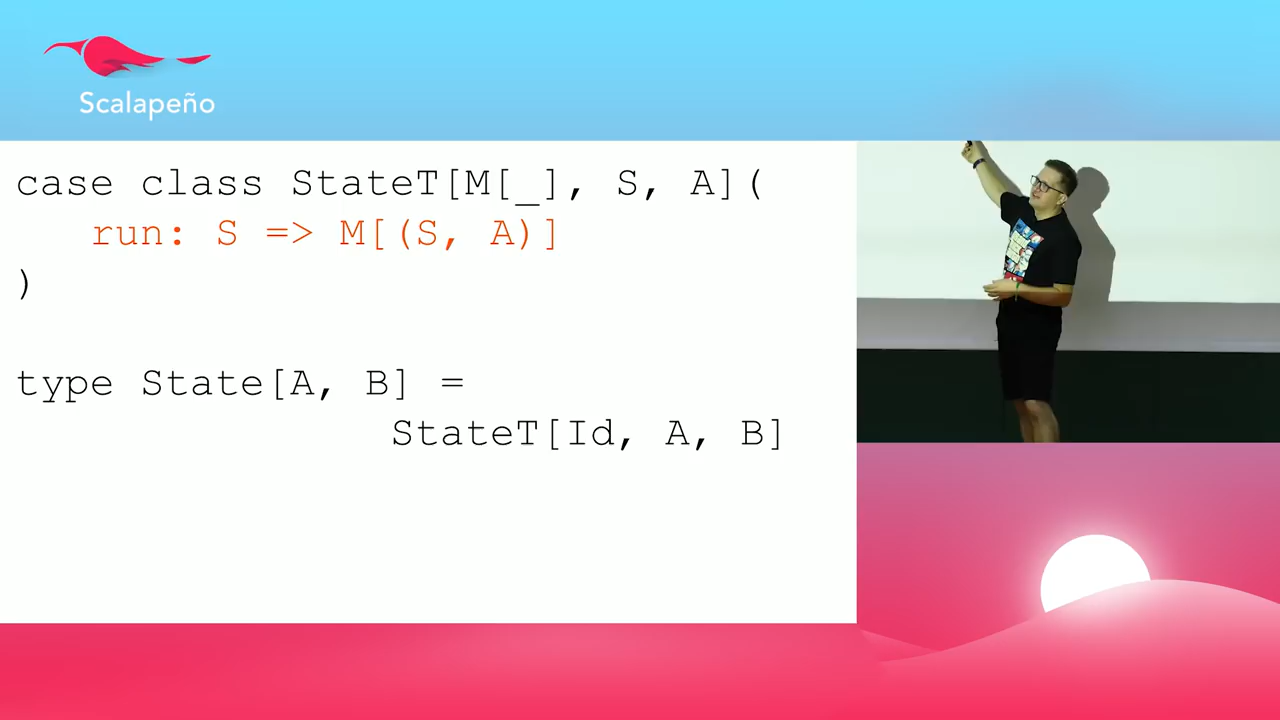 Scalapeño
case class StateT[M[_], S, A](
run: S => M[(S, A)]
)
type State[A, B] =
StateT[Id, A, B]